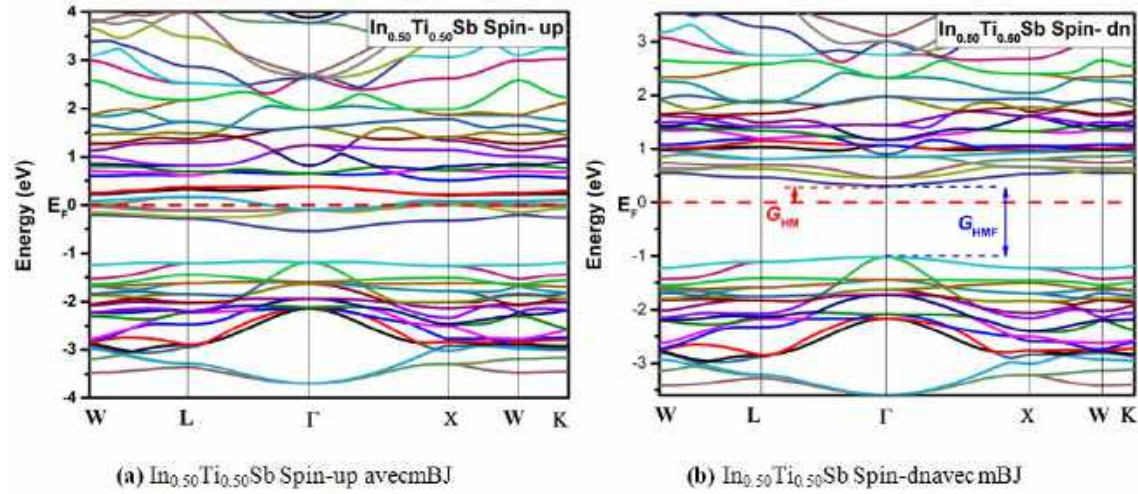 In0.50Ti0.50Sb Spin- up
4
3
2
1
EF 0
-1
-2
-3
-4
Energy (eV)
W L Γ X W K
(a) In0.50Ti0.50Sb Spin-up avecmBJ
In0.50Ti0.50Sb Spin- dn
4
3
2
1
EF 0
-1
-2
-3
Energy (eV)
GHM
GHMF
W L Γ X W K
(b) In0.50Ti0.50Sb Spin-dnavec mBJ